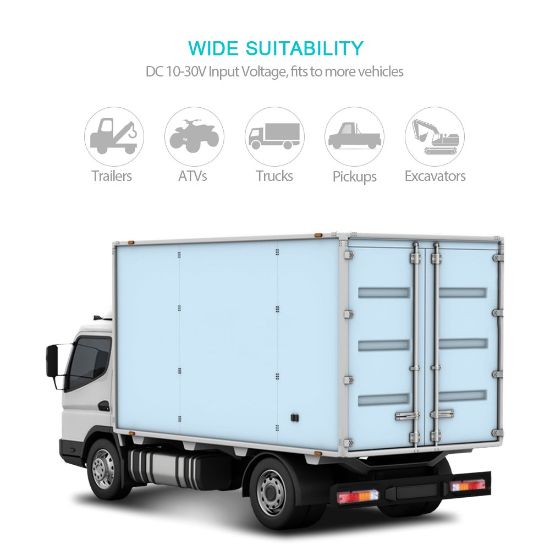 WIDE SUITABILITY
DC 10-30V Input Voltage, fits to more vehicles
Trailers ATVs Trucks Pickups Excavators